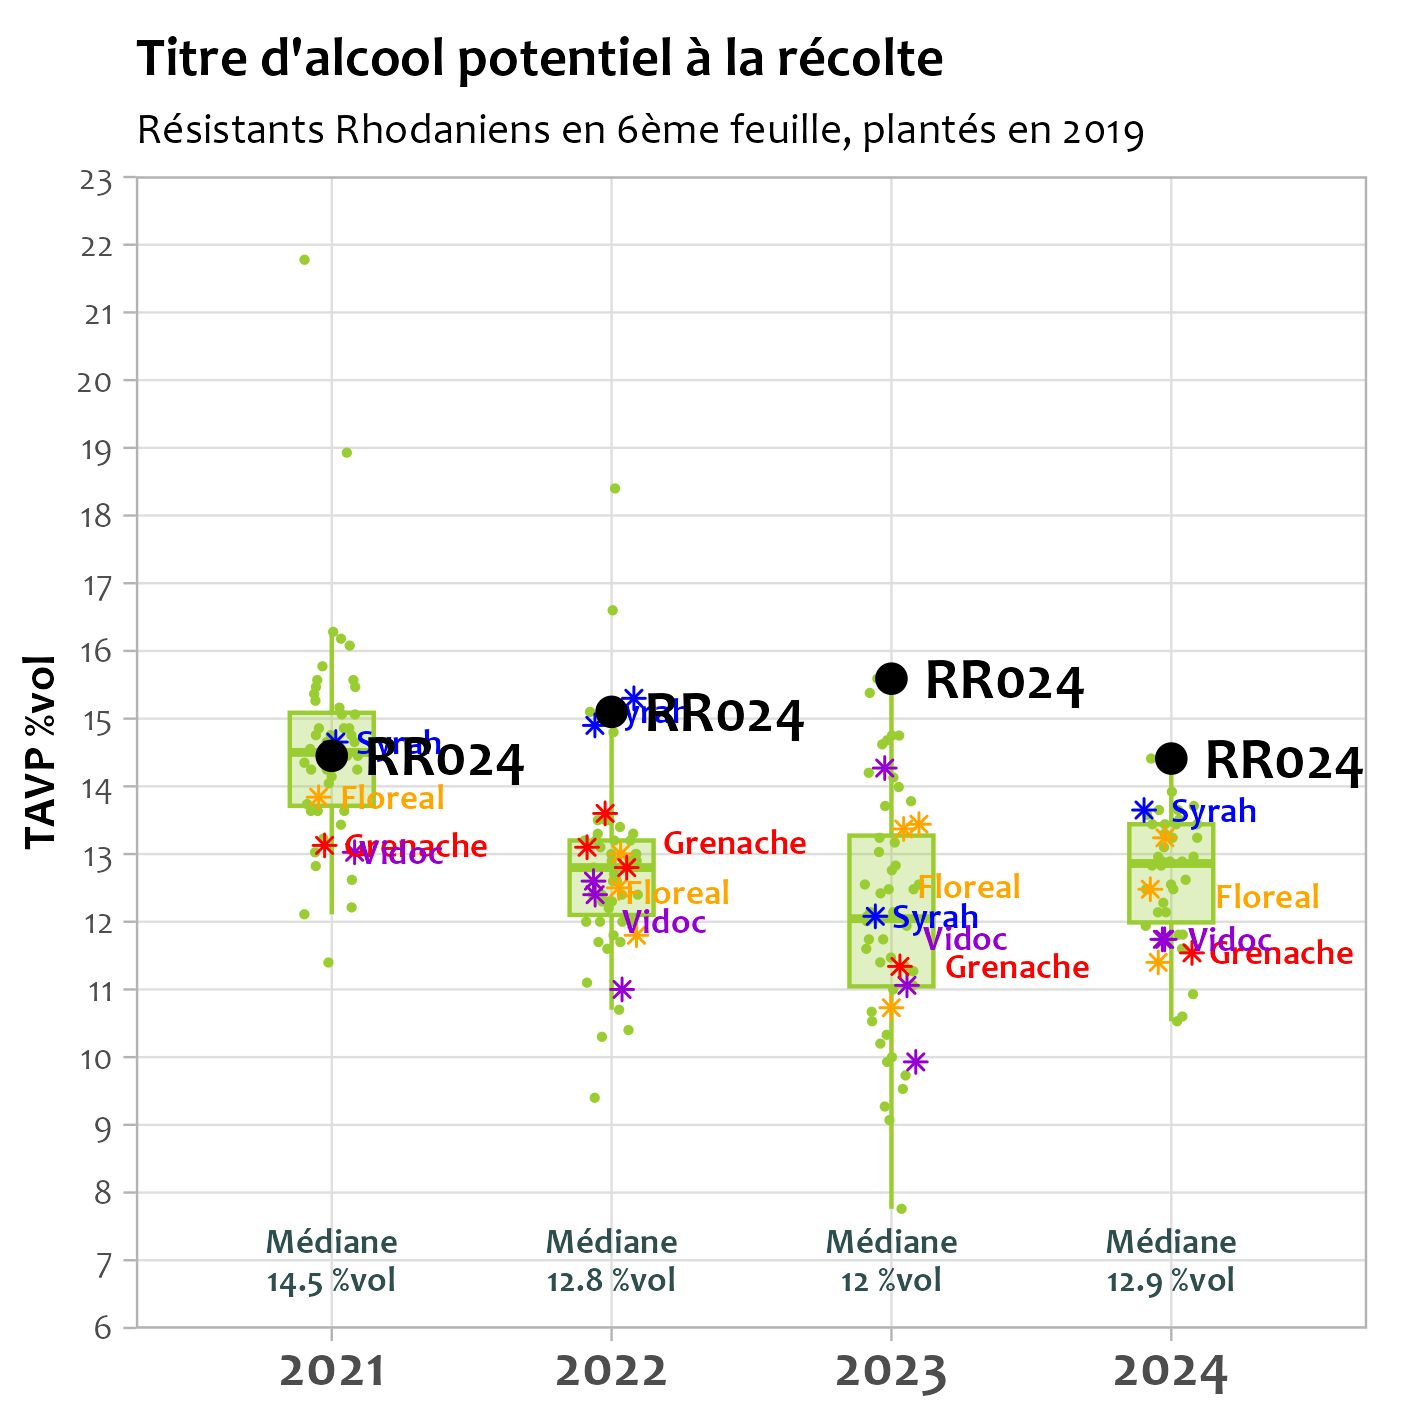 Titre d'alcool potentiel à la récolte
Résistants Rhodaniens en 6ème feuille, plantés en 2019
TAVP %vol
23
22
21
20
19
18
17
16
15
14
13
12
11
10
9
8
7
6
Syrah
RR024
Floreal
Grenache
Vidoc
Syrah
RR024
Grenache
Floreal
Vidoc
RR024
Floreal
Syrah
Vidoc
Grenache
RR024
Syrah
Floreal
Vidoc
Grenache
Médiane
14.5 %vol
Médiane
12.8 %vol
Médiane
12 %vol
Médiane
12.9 %vol
2021
2022
2023
2024